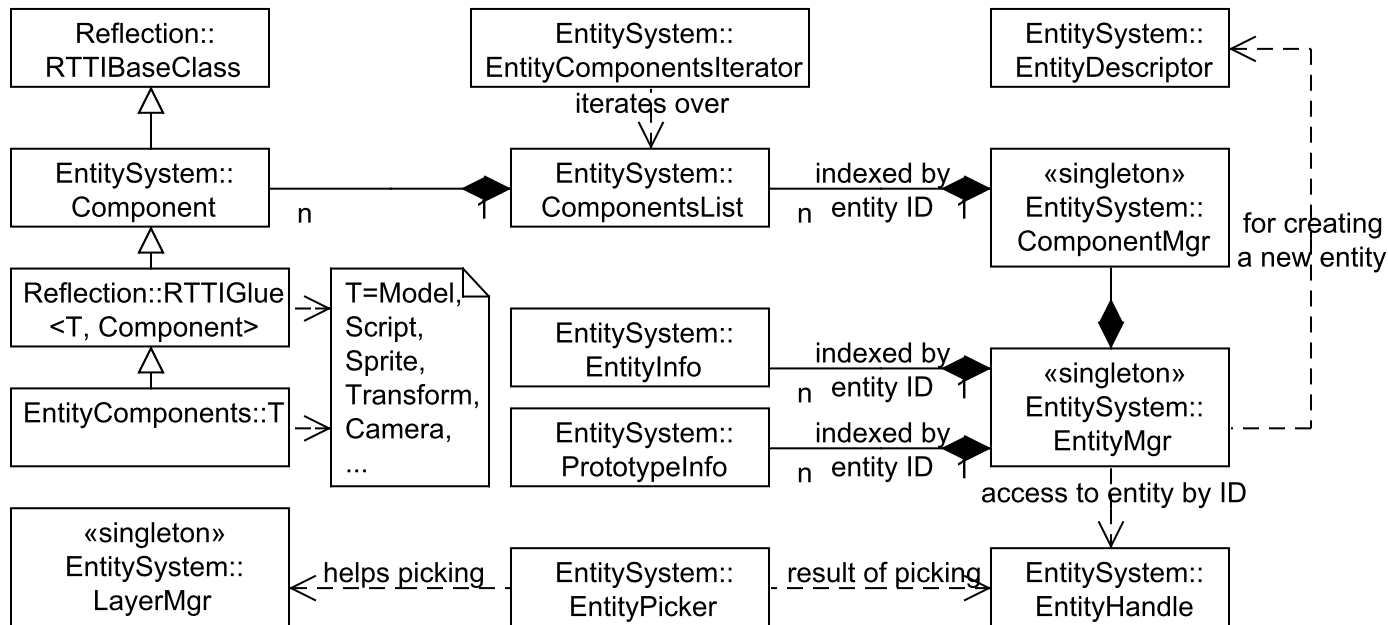 Reflection::
RTTIBaseClass
EntitySystem::
EntityComponentsIterator
EntitySystem::
EntityDescriptor
iterates over
EntitySystem::
Component
n
1
EntitySystem::
ComponentsList
indexed by
n entity ID 1
«singleton»
EntitySystem::
ComponentMgr
for creating
a new entity
Reflection::RTTIGlue
<T, Component>
T=Model,
Script,
Sprite,
Transform,
Camera,
...
EntitySystem::
EntityInfo
indexed by
n entity ID 1
«singleton»
EntitySystem::
EntityMgr
EntityComponents::T
EntitySystem::
PrototypeInfo
indexed by
n entity ID 1
access to entity by ID
«singleton»
EntitySystem::
LayerMgr
helps picking
EntitySystem::
EntityPicker
result of picking
EntitySystem::
EntityHandle